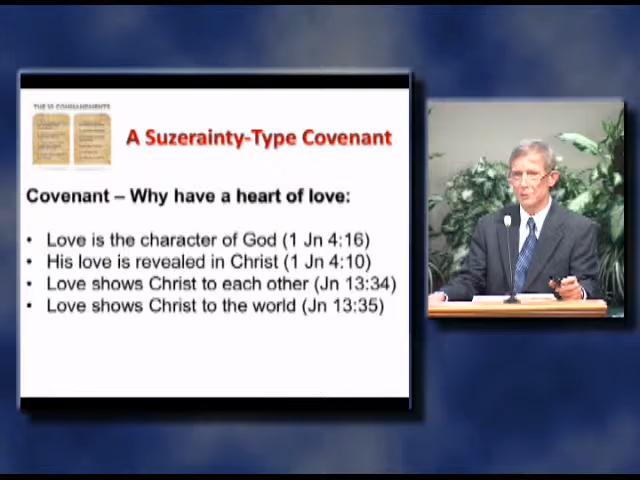 THE 10 COMMANDMENTS
A Suzerainty-Type Covenant
Covenant – Why have a heart of love:
• Love is the character of God (1 Jn 4:16)
• His love is revealed in Christ (1 Jn 4:10)
• Love shows Christ to each other (Jn 13:34)
• Love shows Christ to the world (Jn 13:35)